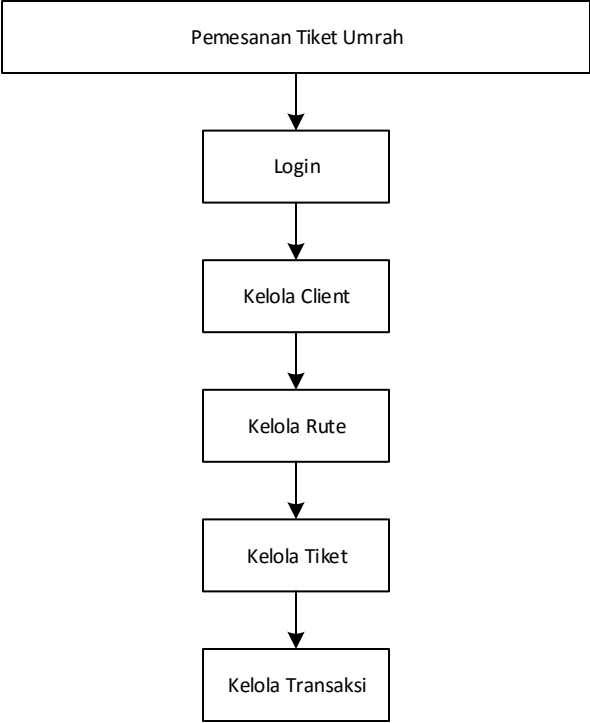 Pemesanan Tiket Umrah
Login
Kelola Client
Kelola Rute
Kelola Tiket
Kelola Transaksi